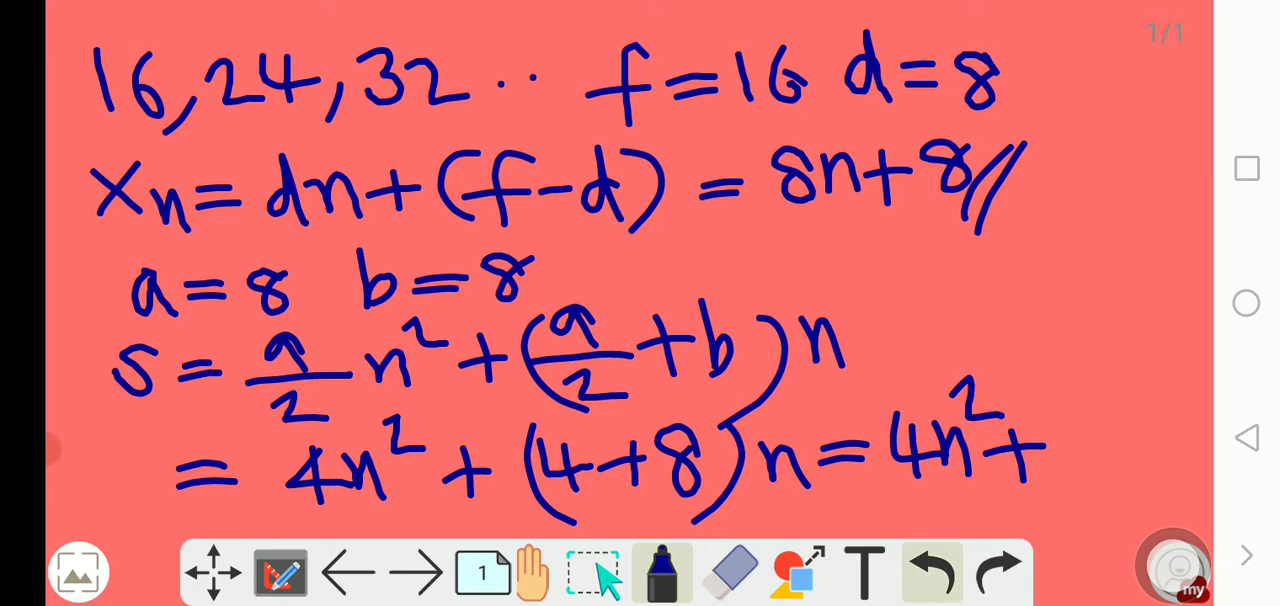 1/1
16, 24, 32 .. f = 16 d = 8
xn = dn + (f - d) = 8n + 8//
a = 8 b = 8
S = a/2 n² + (a/2 + b) n
= 4n² + (4 + 8) n = 4n² +
1 T
my